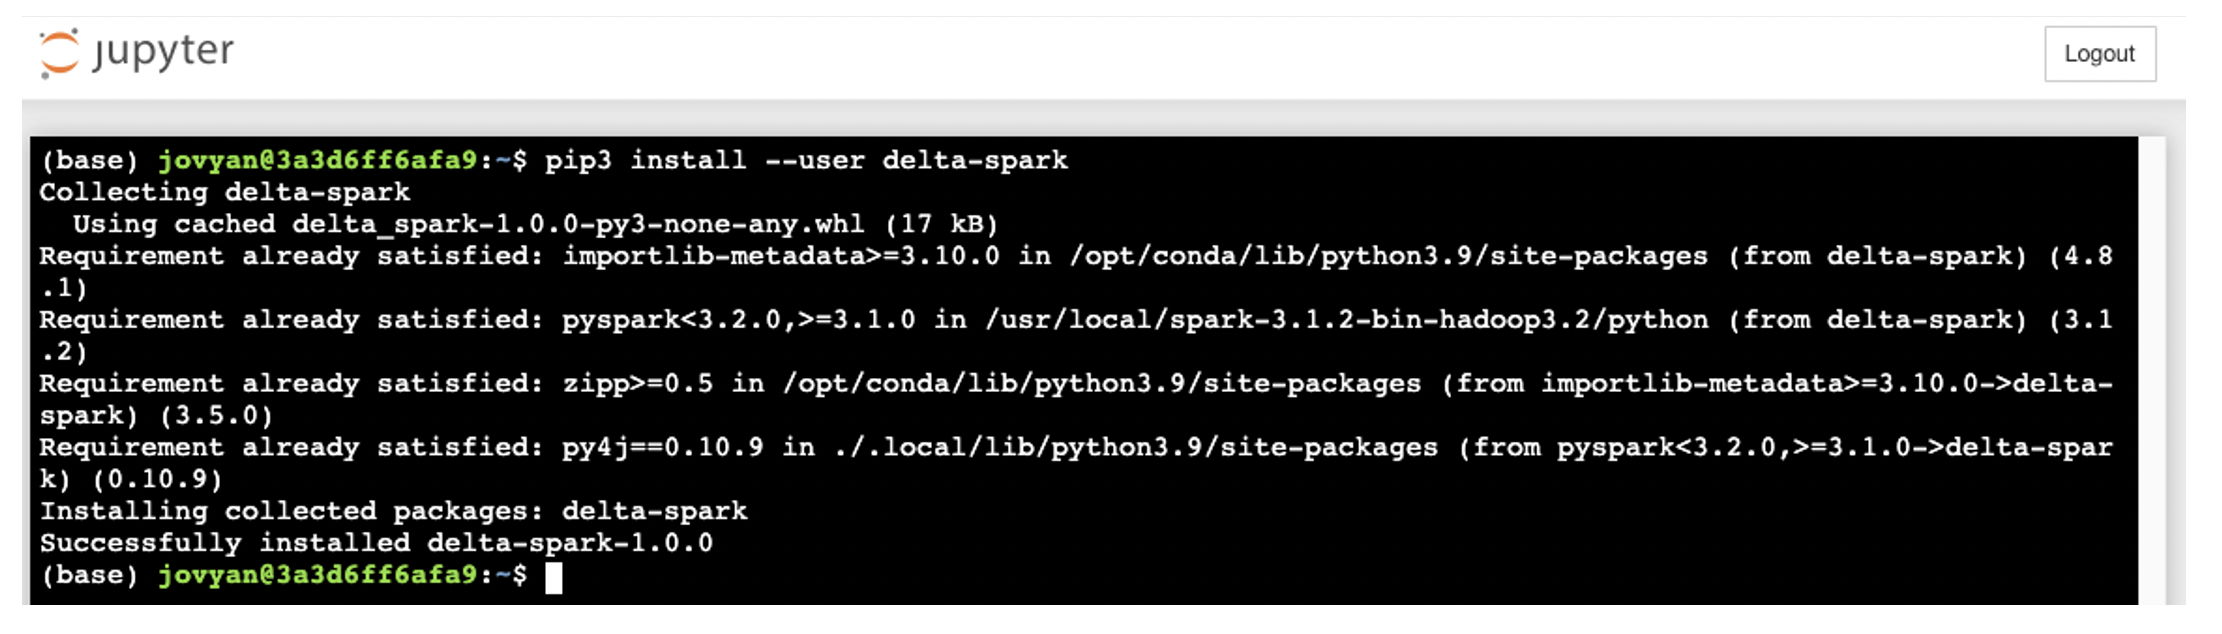 jupyter
Logout
(base) jovyan@3a3d6ff6afa9:~$ pip3 install --user delta-spark
Collecting delta-spark
  Using cached delta_spark-1.0.0-py3-none-any.whl (17 kB)
Requirement already satisfied: importlib-metadata>=3.10.0 in /opt/conda/lib/python3.9/site-packages (from delta-spark) (4.8
.1)
Requirement already satisfied: pyspark<3.2.0,>=3.1.0 in /usr/local/spark-3.1.2-bin-hadoop3.2/python (from delta-spark) (3.1
.2)
Requirement already satisfied: zipp>=0.5 in /opt/conda/lib/python3.9/site-packages (from importlib-metadata>=3.10.0->delta-
spark) (3.5.0)
Requirement already satisfied: py4j==0.10.9 in ./.local/lib/python3.9/site-packages (from pyspark<3.2.0,>=3.1.0->delta-spar
k) (0.10.9)
Installing collected packages: delta-spark
Successfully installed delta-spark-1.0.0
(base) jovyan@3a3d6ff6afa9:~$